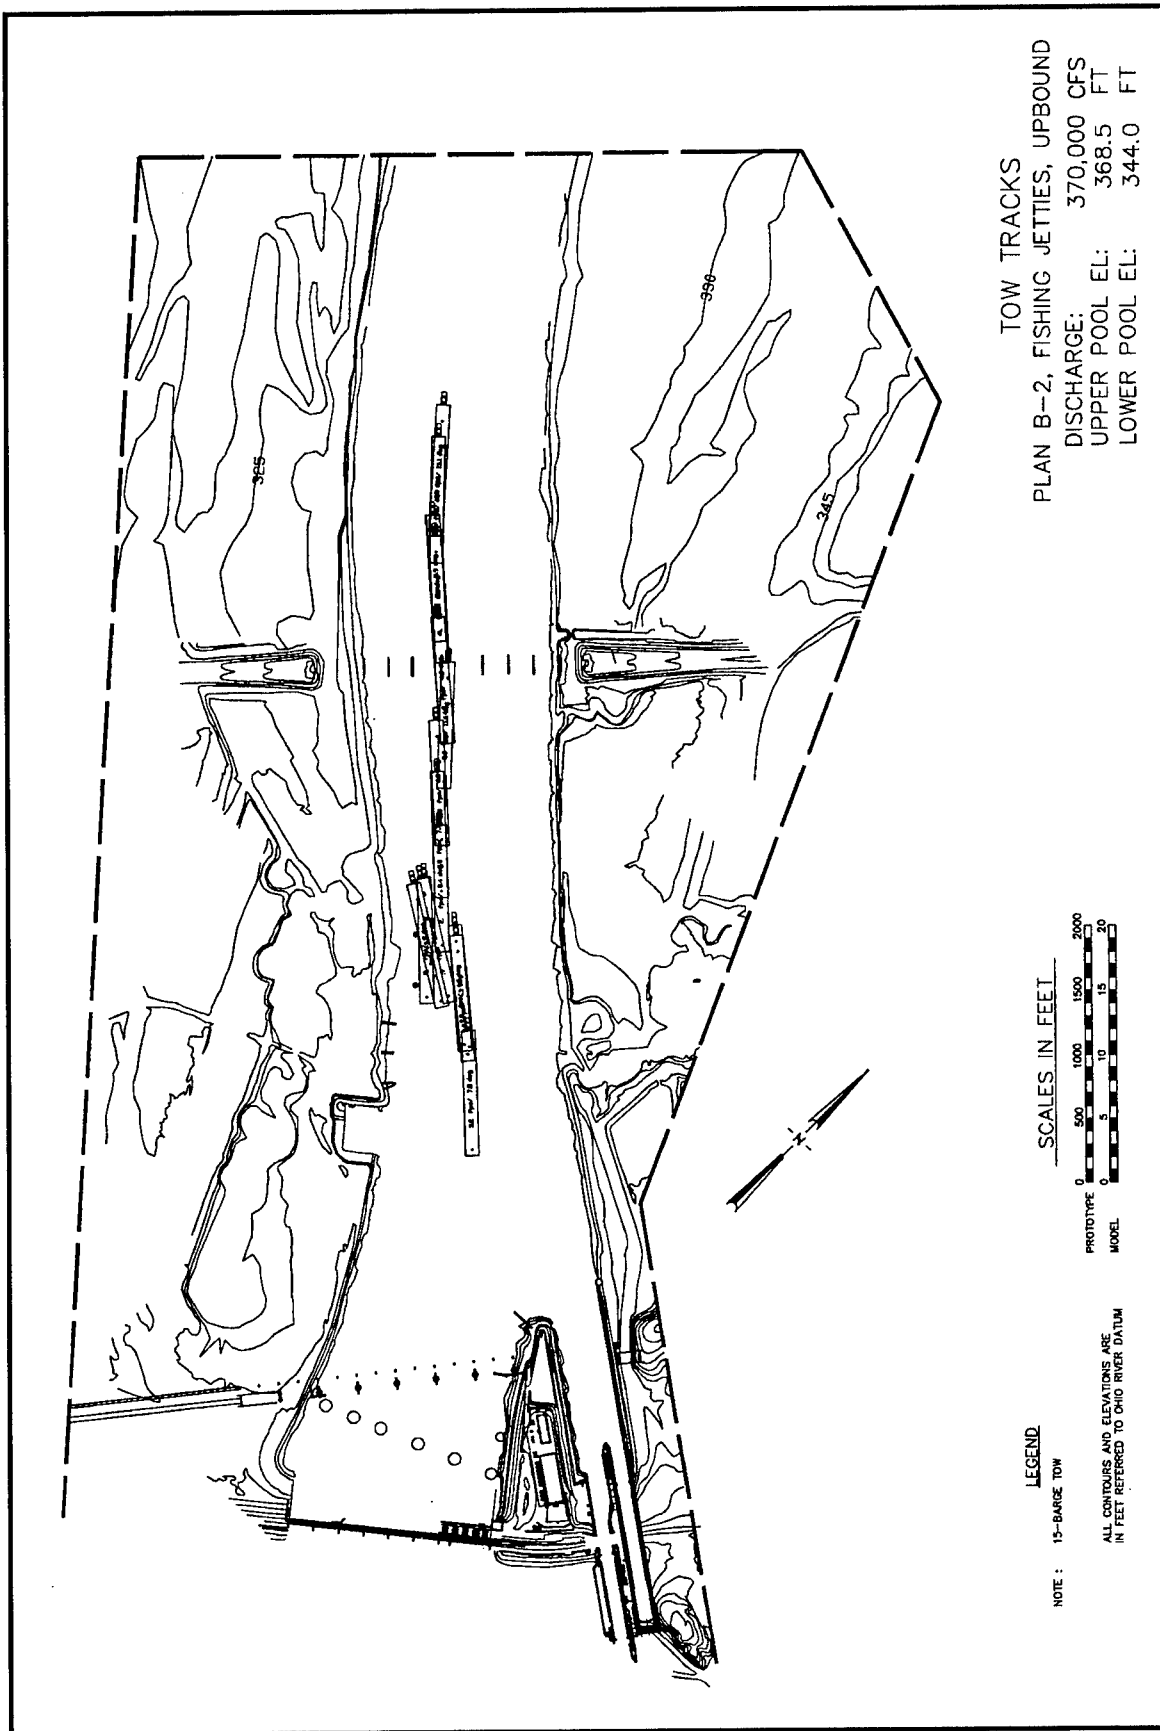 TOW TRACKS
PLAN B-2, FISHING JETTIES, UPBOUND
DISCHARGE: 370,000 CFS
UPPER POOL EL: 368.5 FT
LOWER POOL EL: 344.0 FT
325
330
345
N
SCALES IN FEET
PROTOTYPE 0 500 1000 1500 2000
MODEL 0 5 10 15 20
LEGEND
NOTE: 15-BARGE TOW
ALL CONTOURS AND ELEVATIONS ARE
IN FEET REFERRED TO OHIO RIVER DATUM